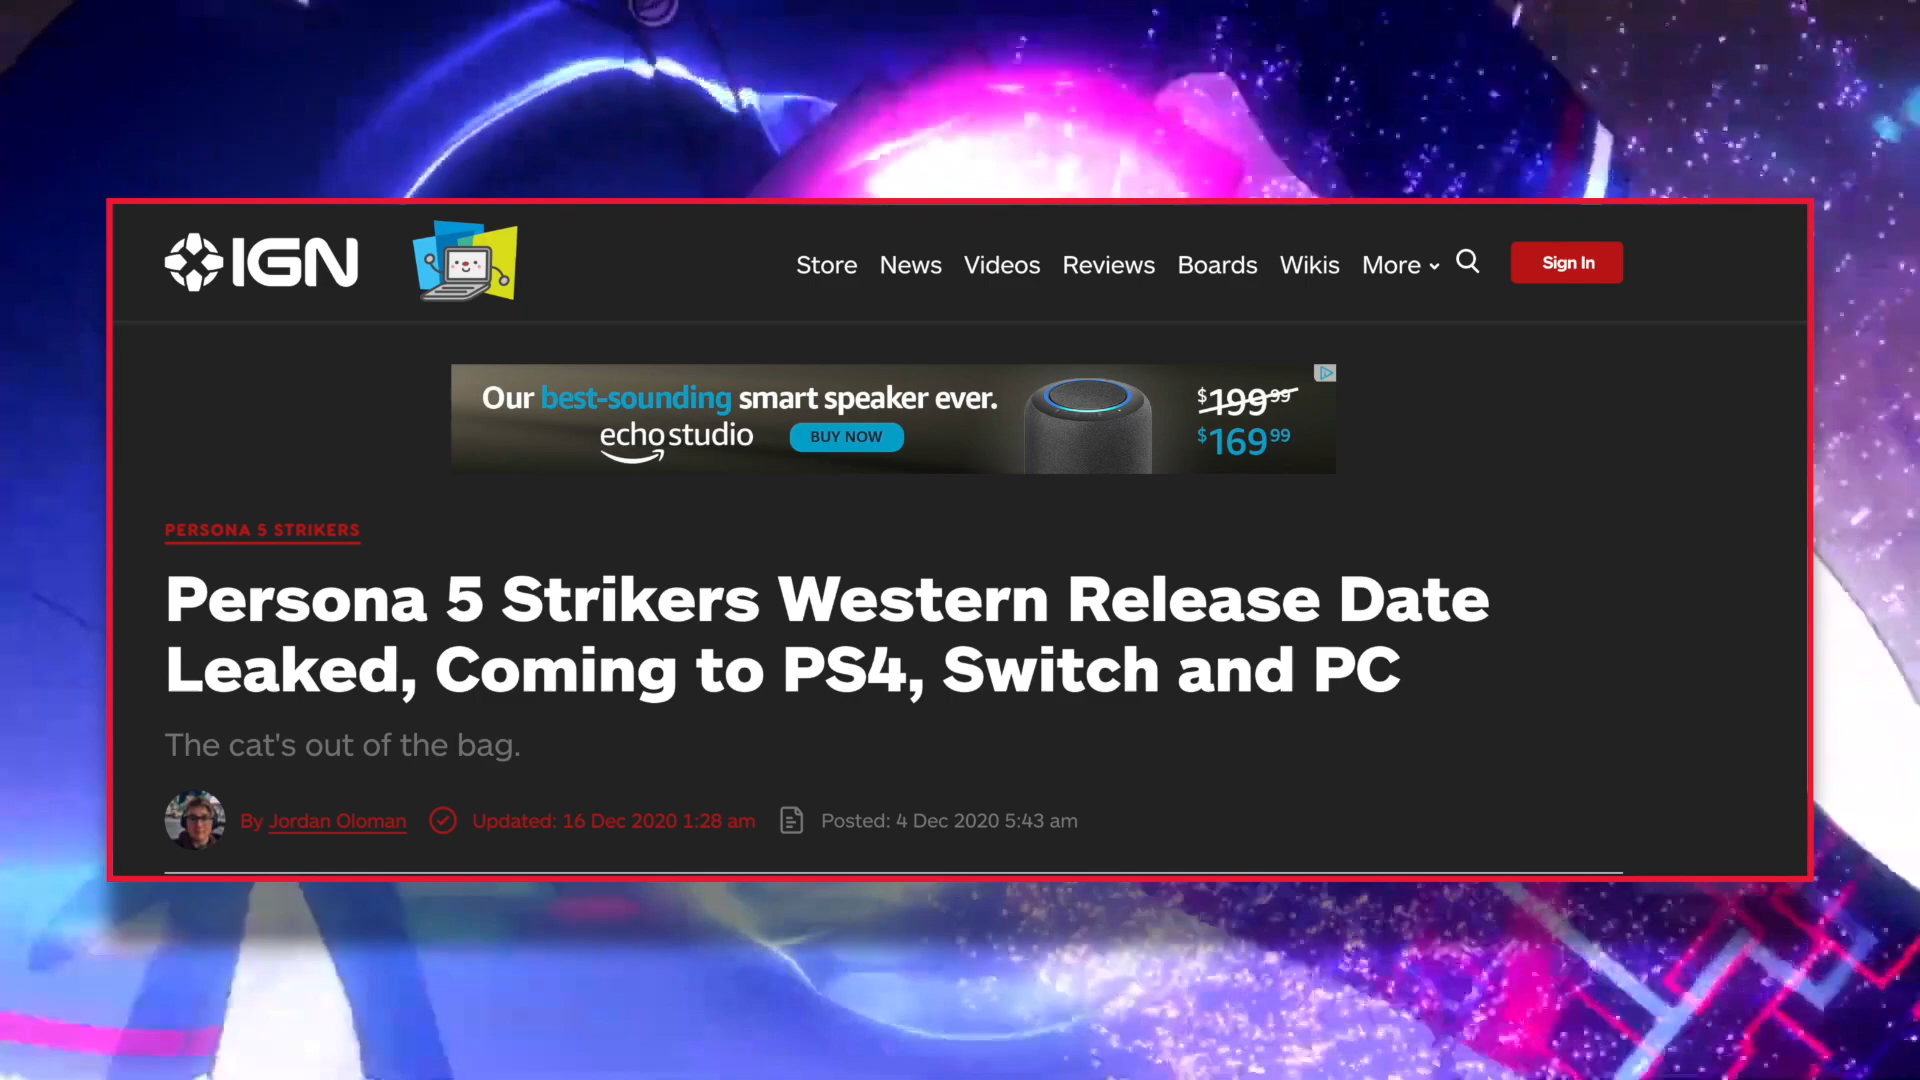 IGN
Store News Videos Reviews Boards Wikis More Sign In
Our best-sounding smart speaker ever.
echo studio BUY NOW
$199.99
$169.99
PERSONA 5 STRIKERS
Persona 5 Strikers Western Release Date
Leaked, Coming to PS4, Switch and PC
The cat's out of the bag.
By Jordan Oloman Updated: 16 Dec 2020 1:28 am Posted: 4 Dec 2020 5:43 am